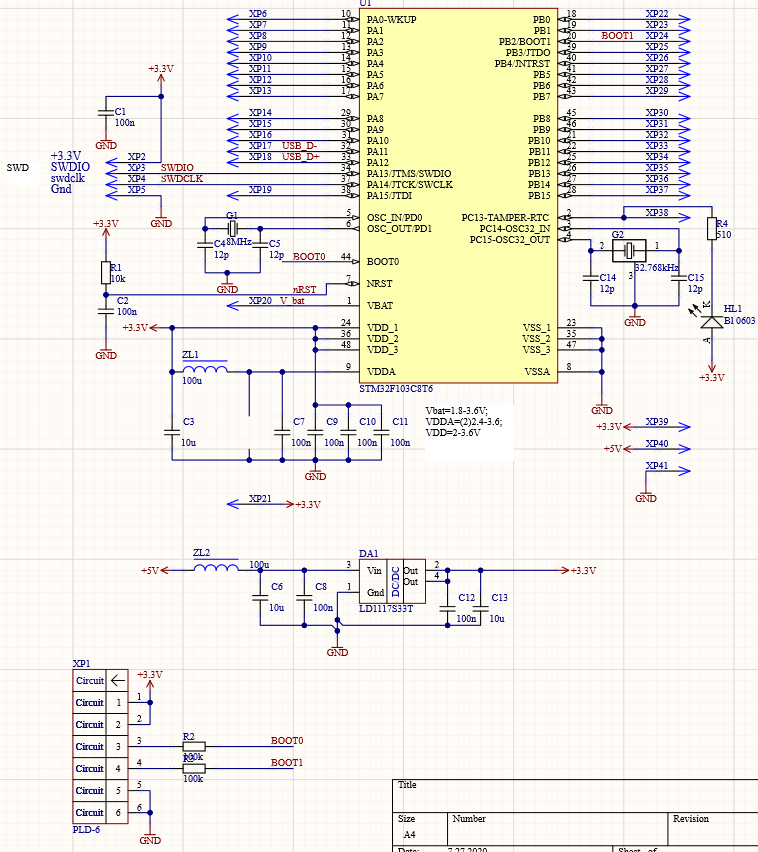 U1
XP6 10 PA0-WKUP PB0 18 XP22
XP7 11 PA1 PB1 19 XP23
XP8 12 PA2 PB2/BOOT1 20 BOOT1 XP24
XP9 13 PA3 PB3/JTDO 39 XP25
XP10 14 PA4 PB4/JNTRST 40 XP26
XP11 15 PA5 PB5 41 XP27
XP12 16 PA6 PB6 42 XP28
XP13 17 PA7 PB7 43 XP29
XP14 29 PA8 PB8 45 XP30
XP15 30 PA9 PB9 46 XP31
XP16 31 PA10 PB10 21 XP32
XP17 USB_D- 32 PA11 PB11 22 XP33
XP18 USB_D+ 33 PA12 PB12 25 XP34
34 PA13/JTMS/SWDIO PB13 26 XP35
37 PA14/JTCK/SWCLK PB14 27 XP36
XP19 38 PA15/JTDI PB15 28 XP37
+3.3V
C1
100n
GND
SWD
+3.3V XP2
SWDIO XP3 SWDIO
swdclk XP4 SWDCLK
Gnd XP5
GND
5 OSC_IN/PD0 PC13-TAMPER-RTC 2 XP38
6 OSC_OUT/PD1 PC14-OSC32_IN 3
PC15-OSC32_OUT 4
G1
8MHz
C4
12p
C5
12p
GND
BOOT0 44 BOOT0
nRST 7 NRST
XP20 V_bat 1 VBAT
+3.3V
R1
10k
C2
100n
GND
G2
2 1
3
32.768kHz
C14
12p
C15
12p
GND
R4
510
K
HL1
B10603
A
+3.3V
+3.3V 24 VDD_1 VSS_1 23
36 VDD_2 VSS_2 35
48 VDD_3 VSS_3 47
9 VDDA VSSA 8
STM32F103C8T6
GND
ZL1
100u
C3
10u
C7
100n
C9
100n
C10
100n
C11
100n
GND
Vbat=1.8-3.6V;
VDDA=(2)2.4-3.6;
VDD=2-3.6V
+3.3V XP39
+5V XP40
XP41
GND
XP21 +3.3V
ZL2
+5V 100u
C6
10u
C8
100n
DA1
3 Vin DC/DC Out 2
Out 4
1 Gnd
LD1117S33T
C12
100n
C13
10u
+3.3V
GND
XP1
Circuit +3.3V
Circuit 1 1
Circuit 2 2
Circuit 3 3 R2 BOOT0
100k
Circuit 4 4 R3 BOOT1
100k
Circuit 5 5
Circuit 6 6
PLD-6
GND
Title
Size Number Revision
A4
Date: 7.27.2020 Sheet of